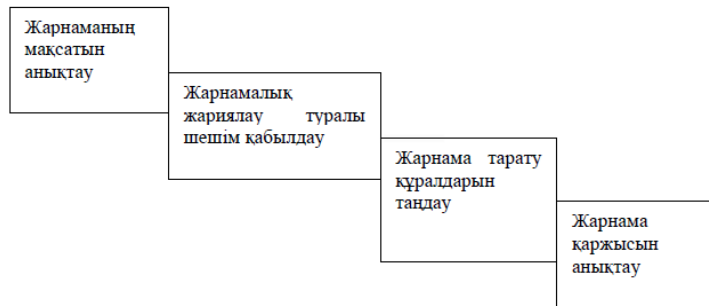 Жарнаманың
мақсатын
анықтау
Жарнамалық
жариялау туралы
шешім қабылдау
Жарнама тарату
құралдарын
таңдау
Жарнама
қаржысын
анықтау